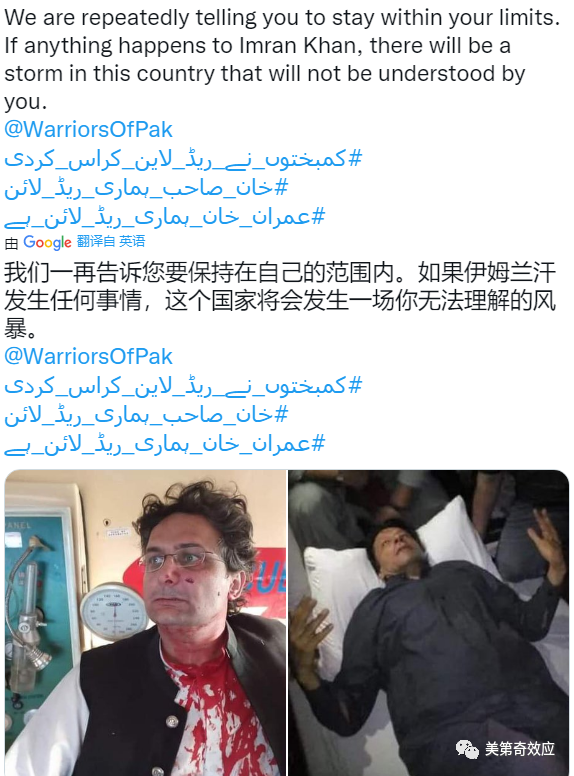 We are repeatedly telling you to stay within your limits.
If anything happens to Imran Khan, there will be a
storm in this country that will not be understood by
you.
@WarriorsOfPak
#کمبختوں_نے_ریڈ_لاین_کراس_کردی
#خان_صاحب_ہماری_ریڈ_لائن
#عمران_خان_ہماری_ریڈ_لائن_ہے
由 Google 翻译自 英语
我们一再告诉您要保持在自己的范围内。如果伊姆兰汗
发生任何事情，这个国家将会发生一场你无法理解的风
暴。
@WarriorsOfPak
#کمبختوں_نے_ریڈ_لاین_کراس_کردی
#خان_صاحب_ہماری_ریڈ_لائن
#عمران_خان_ہماری_ریڈ_لائن_ہے
PANEL
美第奇效应